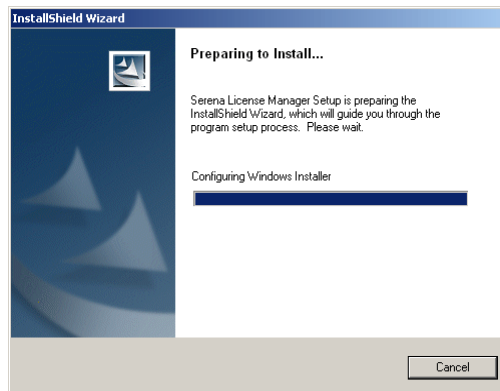 InstallShield Wizard
Preparing to Install...
Serena License Manager Setup is preparing the
InstallShield Wizard, which will guide you through the
program setup process. Please wait.
Configuring Windows Installer
Cancel